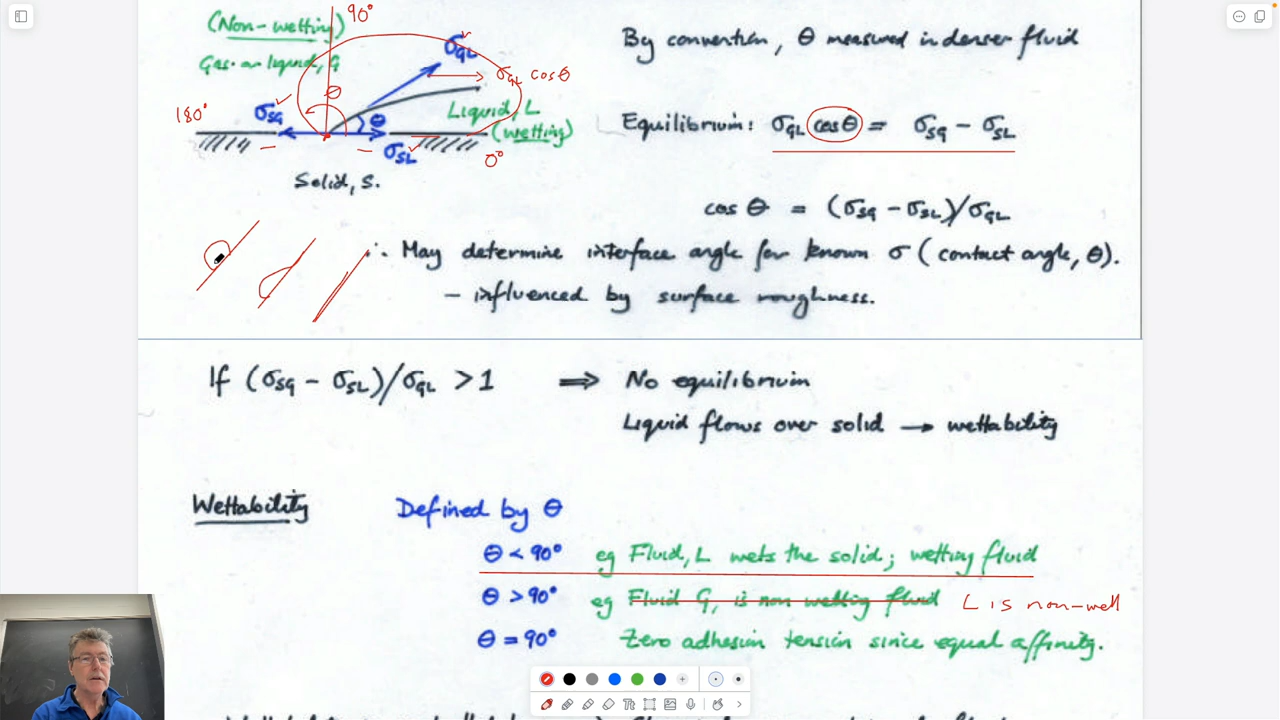 (Non-wetting)
90°
Gas or liquid, G
σGL
σGL cosθ
θ
180°
σSG
θ
Liquid, L
(wetting)
σSL
0°
Solid, S.
By convention, θ measured in denser fluid
Equilibrium: σGL cosθ = σSG - σSL
cos θ = (σSG - σSL)/σGL
∴ May determine interface angle for known σ (contact angle, θ).
- influenced by surface roughness.
If (σSG - σSL)/σGL > 1 ⟹ No equilibrium
Liquid flows over solid → wettability
Wettability Defined by θ
θ < 90° eg Fluid, L wets the solid; wetting fluid
θ > 90° eg Fluid G, is non wetting fluid L is non-wett
θ = 90° Zero adhesion tension since equal affinity.